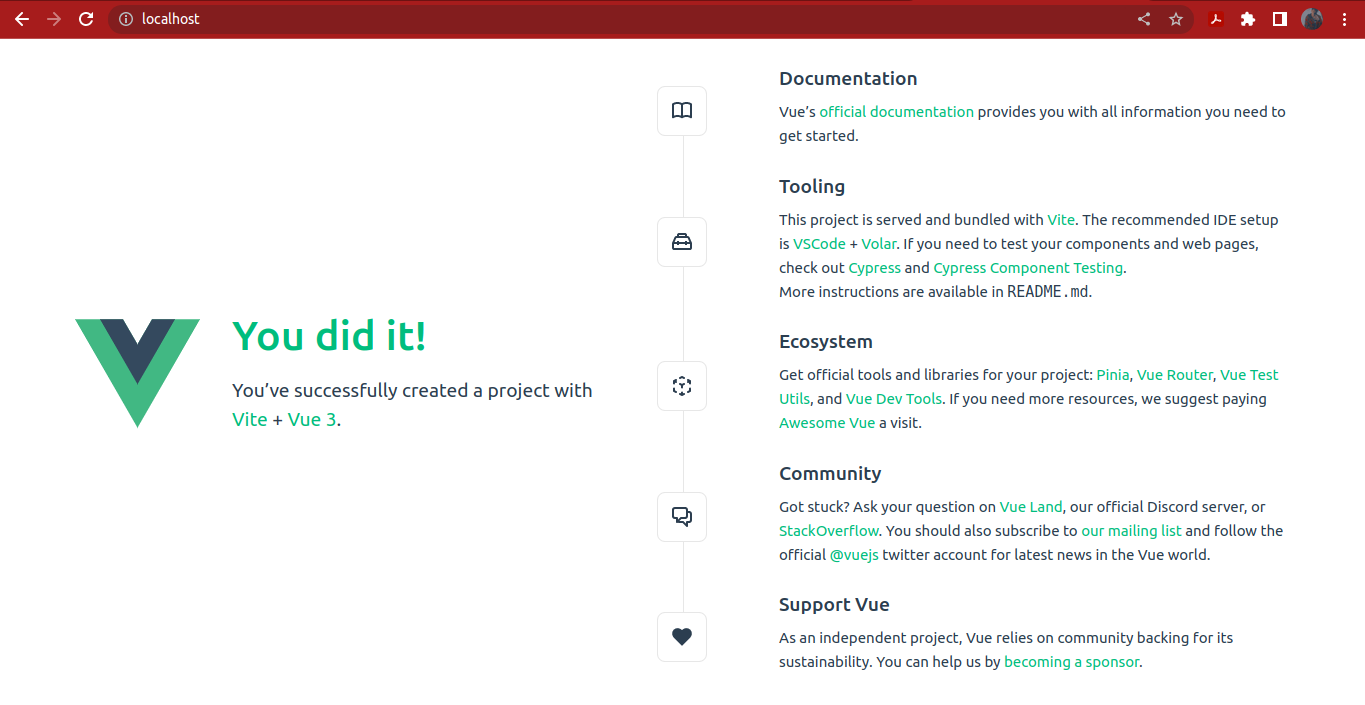 localhost
You did it!
You’ve successfully created a project with
Vite + Vue 3.
Documentation
Vue’s official documentation provides you with all information you need to
get started.
Tooling
This project is served and bundled with Vite. The recommended IDE setup
is VSCode + Volar. If you need to test your components and web pages,
check out Cypress and Cypress Component Testing.
More instructions are available in README.md.
Ecosystem
Get official tools and libraries for your project: Pinia, Vue Router, Vue Test
Utils, and Vue Dev Tools. If you need more resources, we suggest paying
Awesome Vue a visit.
Community
Got stuck? Ask your question on Vue Land, our official Discord server, or
StackOverflow. You should also subscribe to our mailing list and follow the
official @vuejs twitter account for latest news in the Vue world.
Support Vue
As an independent project, Vue relies on community backing for its
sustainability. You can help us by becoming a sponsor.